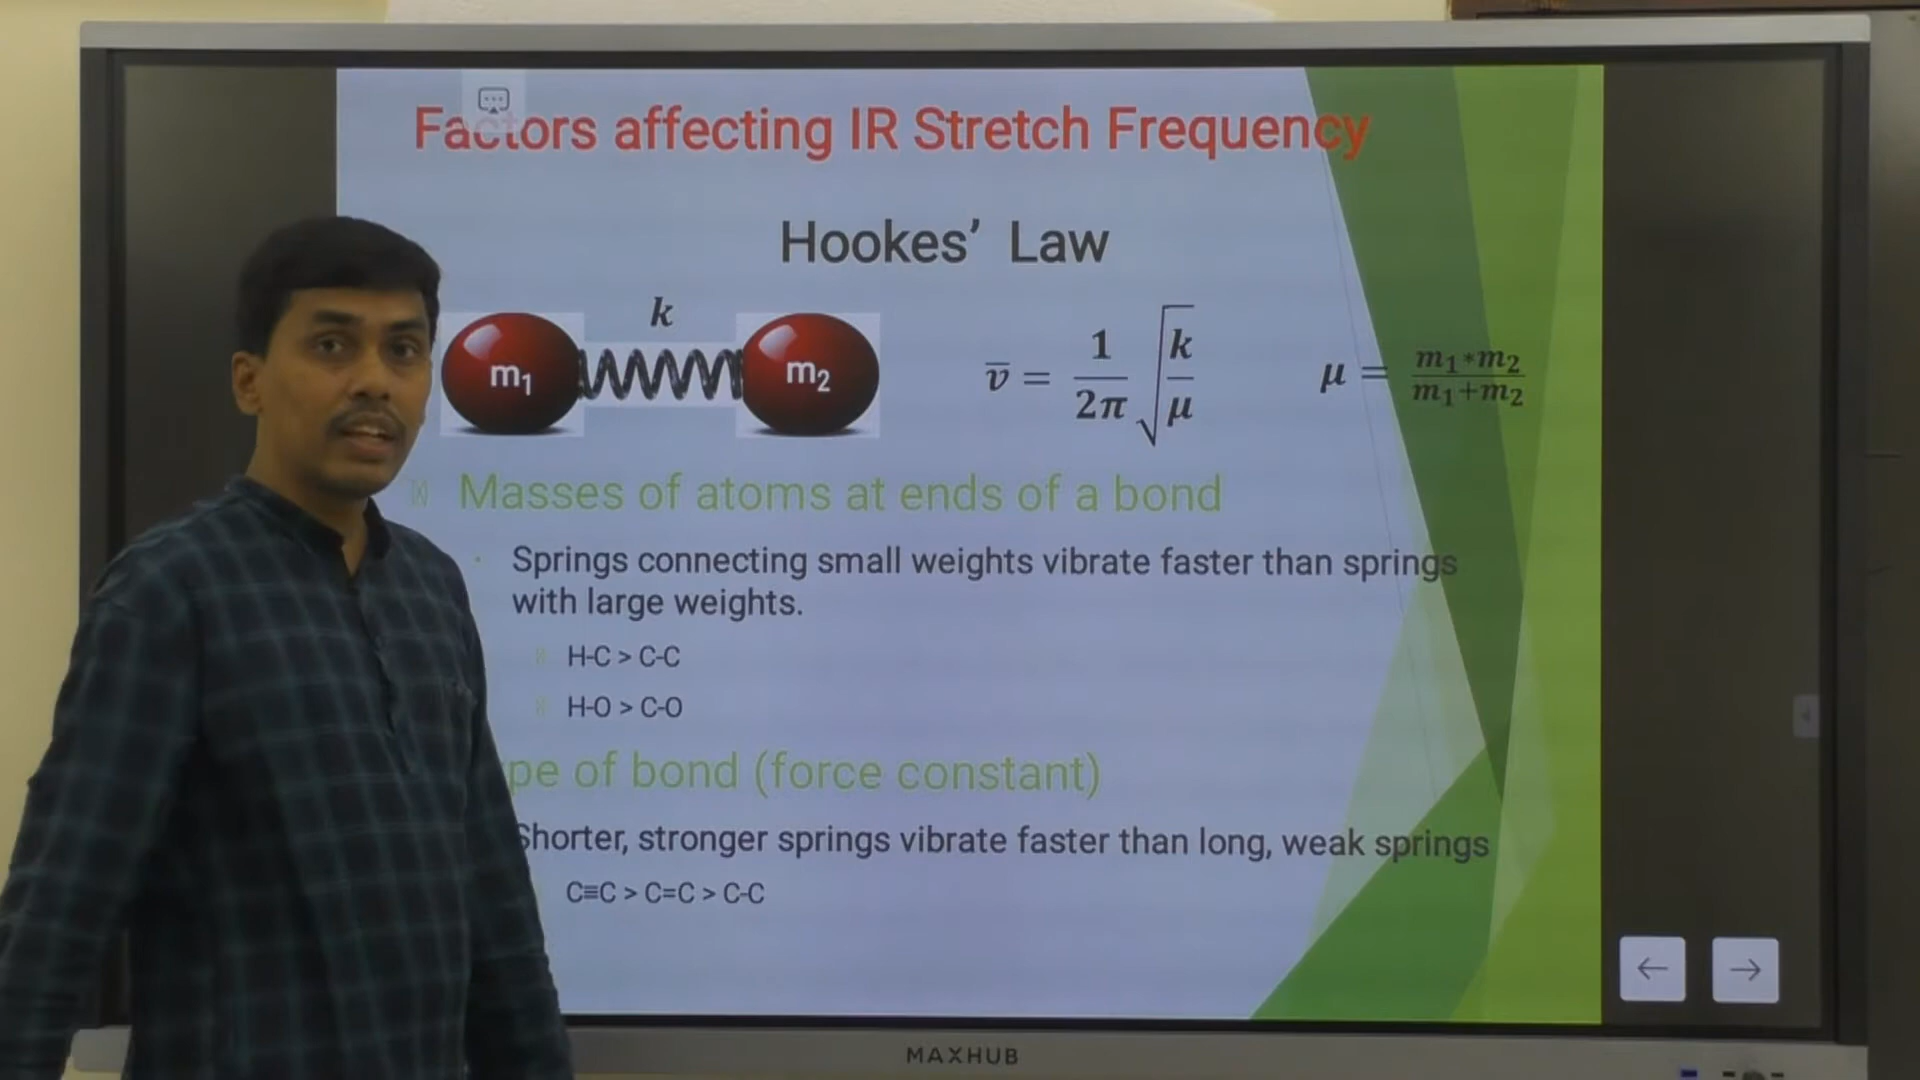 Factors affecting IR Stretch Frequency
Hookes’ Law
k
m₁
m₂
v̅ = 1/2π √k/μ
μ = m₁*m₂/m₁+m₂
Masses of atoms at ends of a bond
Springs connecting small weights vibrate faster than springs
with large weights.
H-C > C-C
H-O > C-O
of bond (force constant)
Shorter, stronger springs vibrate faster than long, weak springs
C≡C > C=C > C-C
MAXHUB